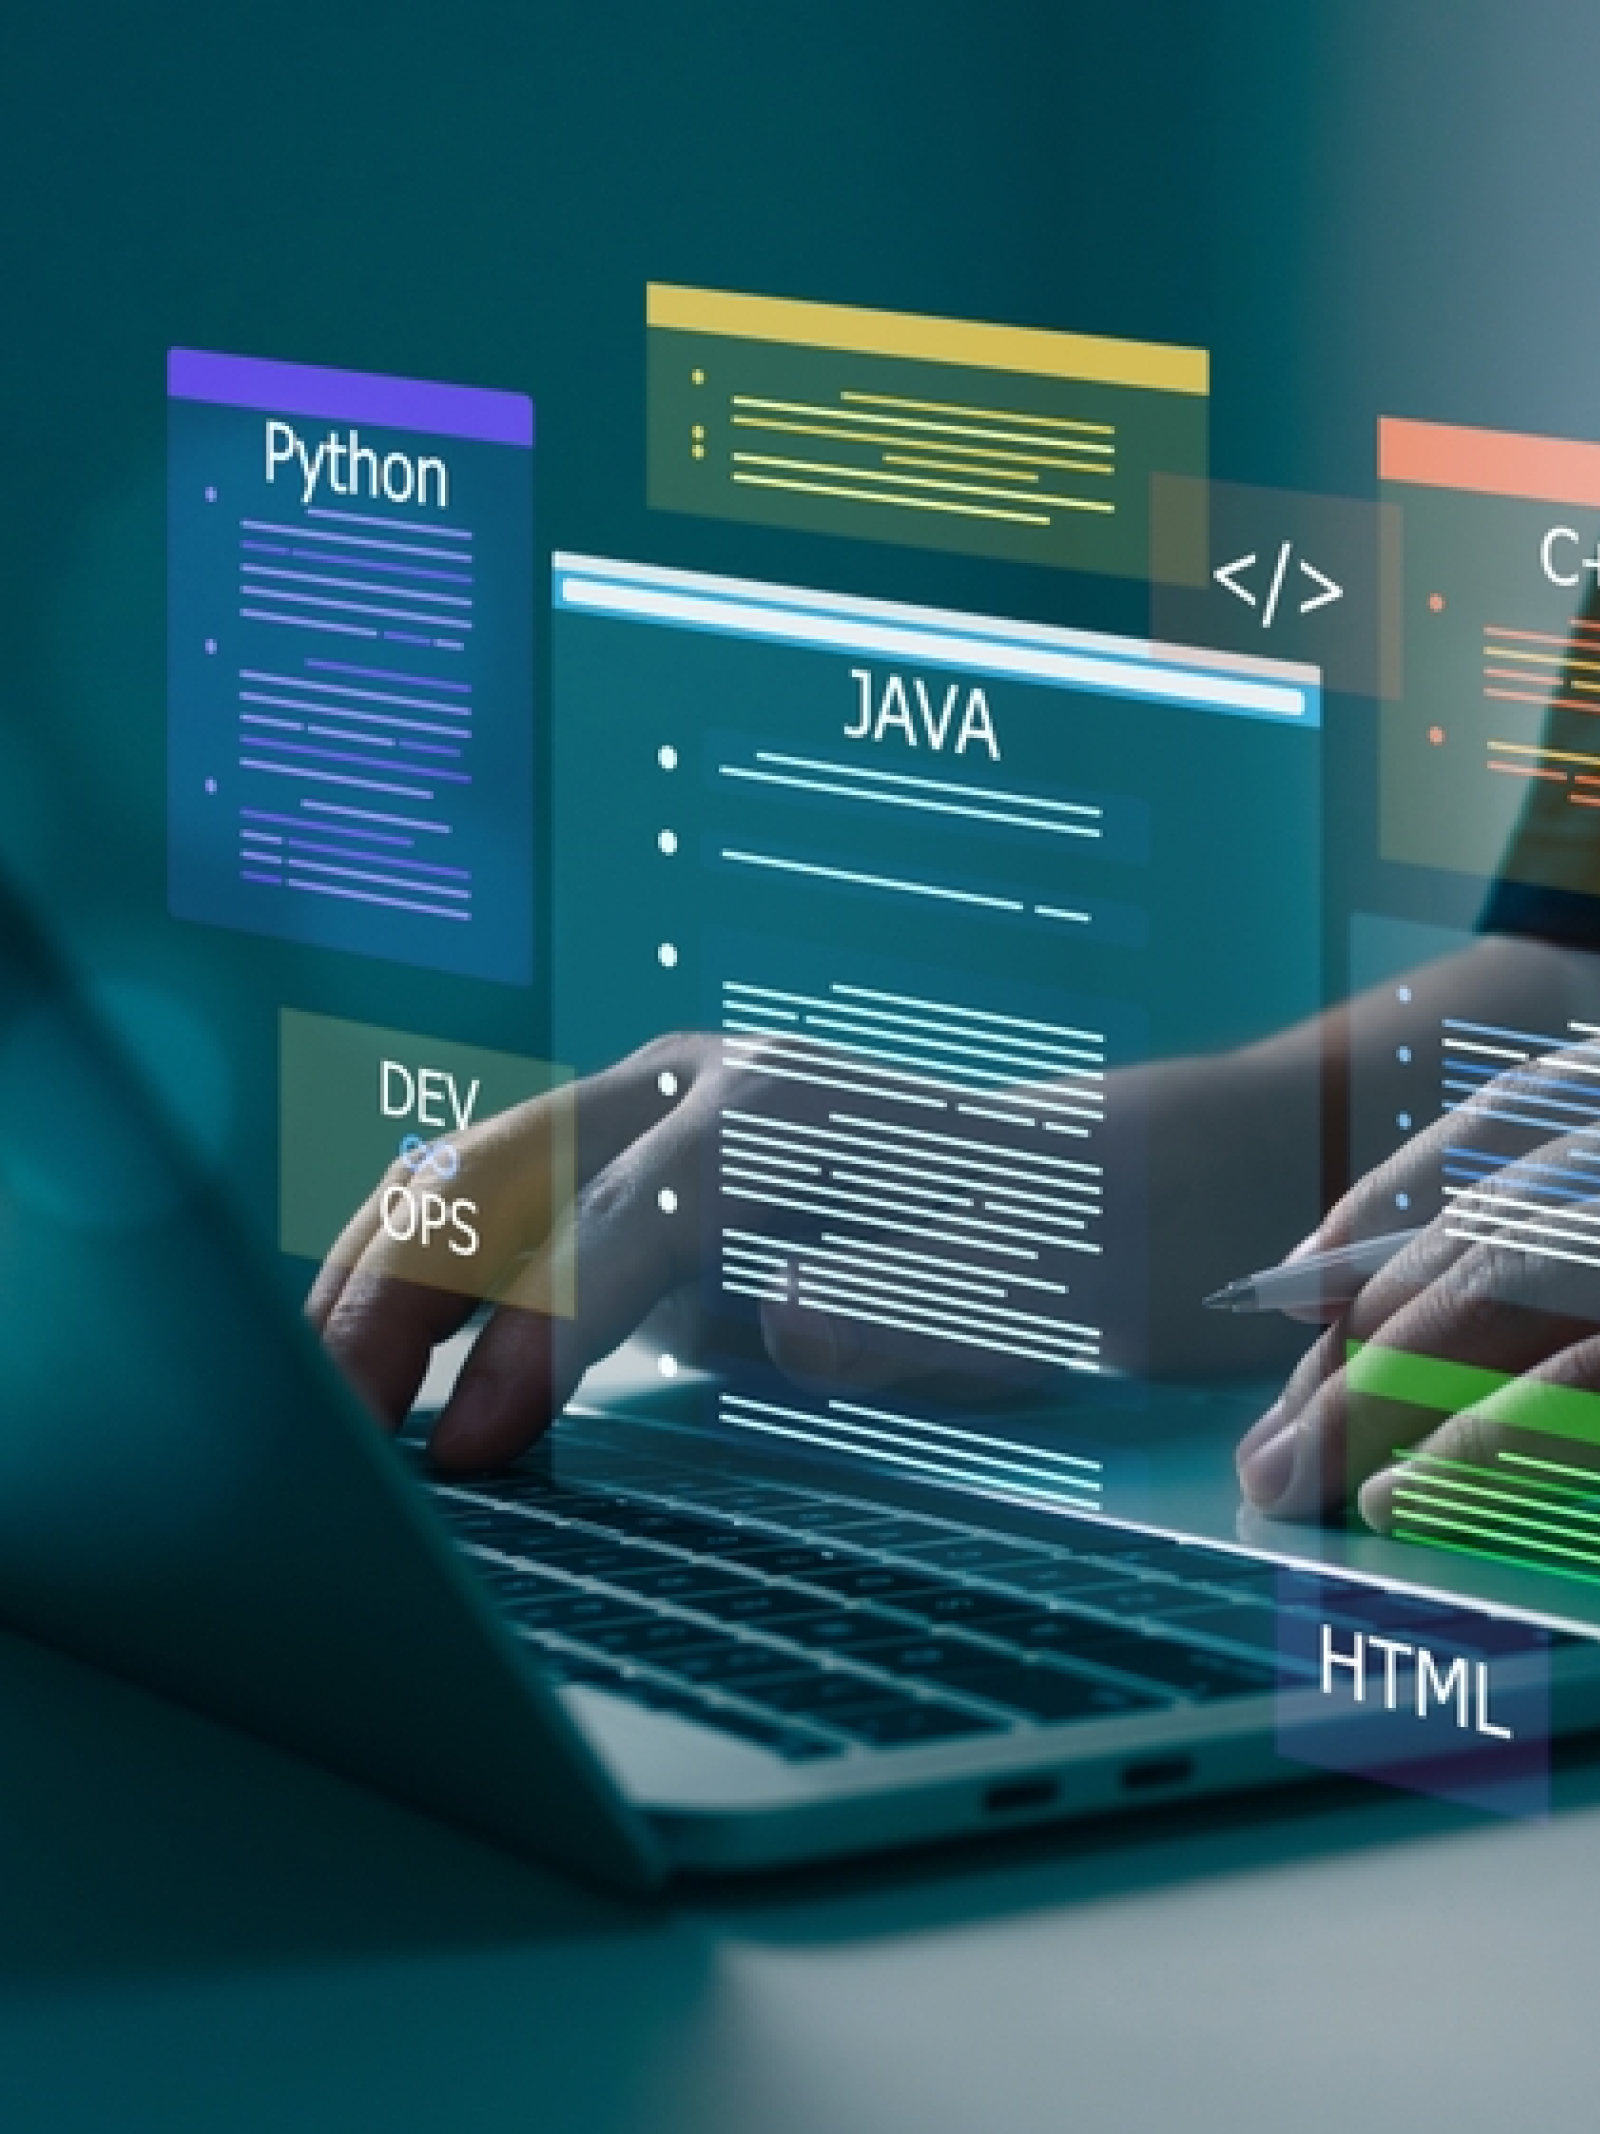 Python
</>
C+
JAVA
DEV
OPS
HTML